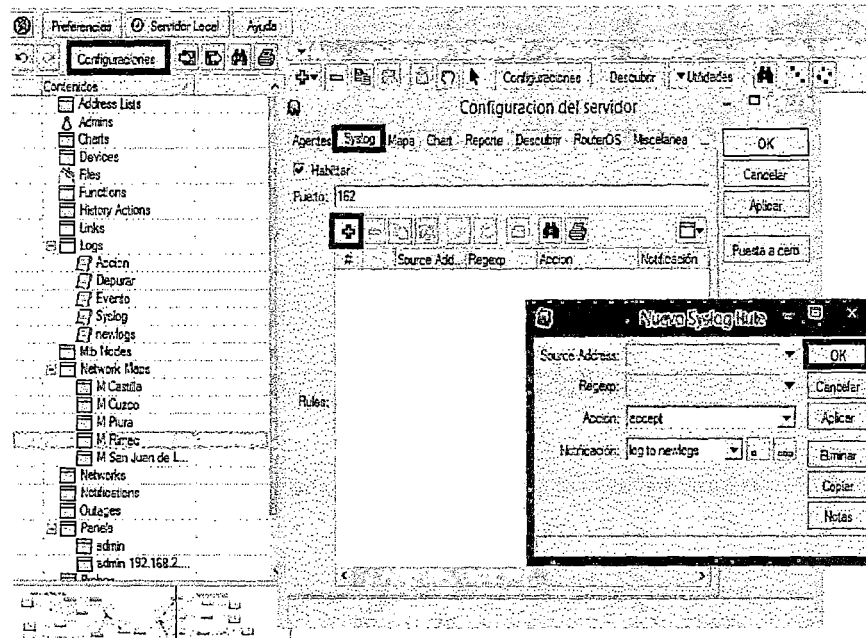 Preferencias Servidor Local Ayuda
Configuraciones
Contenidos
Address Lists
Admins
Charts
Devices
Files
Functions
History Actions
Links
Logs
Accion
Depurar
Evento
Syslog
newlogs
Mib Nodes
Network Maps
M Castilla
M Cuzco
M Piura
M Rimac
M San Juan de L...
Networks
Notifications
Outages
Panels
admin
admin 192.168.2....
Probes
Configuraciones Descubrir Utilidades
Configuracion del servidor
Agentes Syslog Mapa Chart Reporte Descubrir RouterOS Miscelanea ...
Habilitar
Puerto: 162
# Source Add... Regexp Accion Notificación
Rules:
OK
Cancelar
Aplicar
Puesta a cero
Nuevo Syslog Rule
Source Address:
Regexp:
Accion: accept
Notificación: log to newlogs
OK
Cancelar
Aplicar
Eliminar
Copiar
Notas